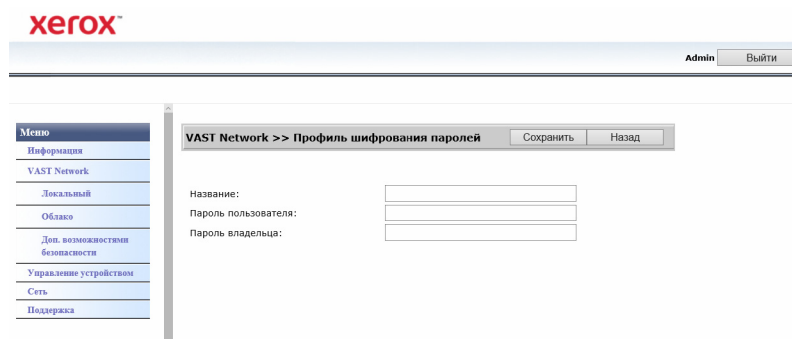 xerox™
Admin Выйти
Меню
Информация
VAST Network
Локальный
Облако
Доп. возможностями
безопасности
Управление устройством
Сеть
Поддержка
VAST Network >> Профиль шифрования паролей Сохранить Назад
Название:
Пароль пользователя:
Пароль владельца: